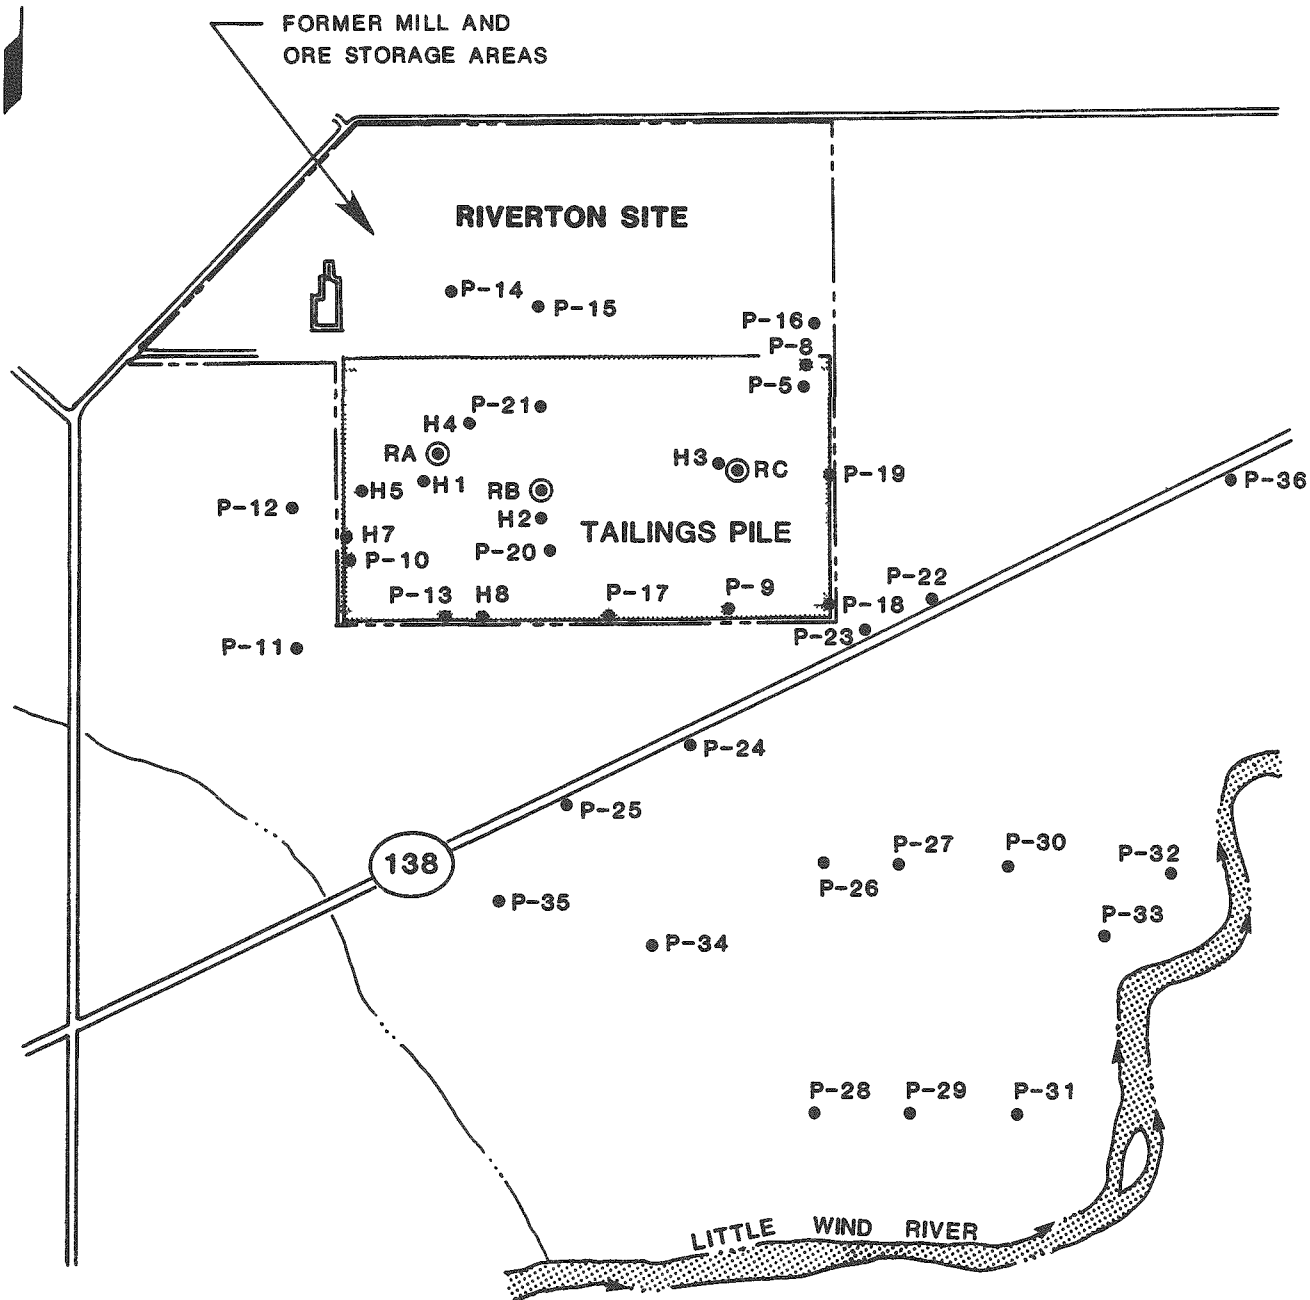 FORMER MILL AND
ORE STORAGE AREAS
RIVERTON SITE
P-14
P-15
P-16
P-8
P-5
P-21
H4
RA
H3
RC
P-19
P-36
H5
H1
RB
P-12
H2
TAILINGS PILE
H7
P-10
P-20
P-13
H8
P-17
P-9
P-22
P-18
P-23
P-11
P-24
P-25
138
P-27
P-30
P-32
P-26
P-35
P-33
P-34
P-28
P-29
P-31
LITTLE WIND RIVER